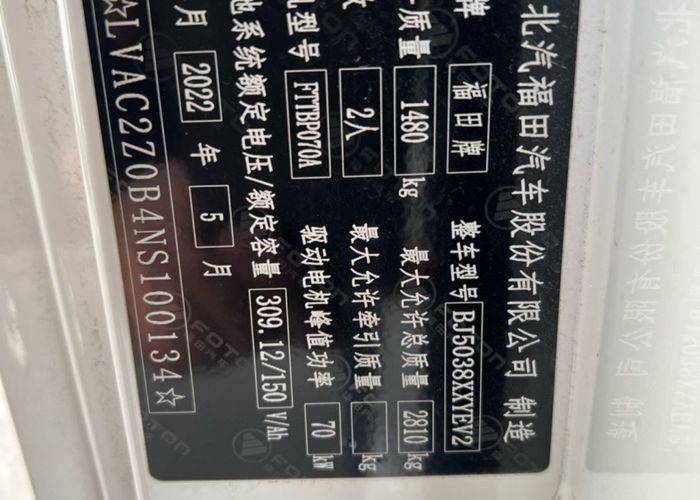 北汽福田汽车股份有限公司 制造
牌 福田牌 整车型号 BJ5038XXYEV2
质量 1480 kg 最大允许总质量 2810 kg
2人 最大允许牵引质量 kg
机型号 FTTBP070A 驱动电机峰值功率 70 kW
池系统额定电压/额定容量 309.12/150 V/Ah
月 2022 年 5 月
☆LVAC2Z0B4NS100134☆
FOTON